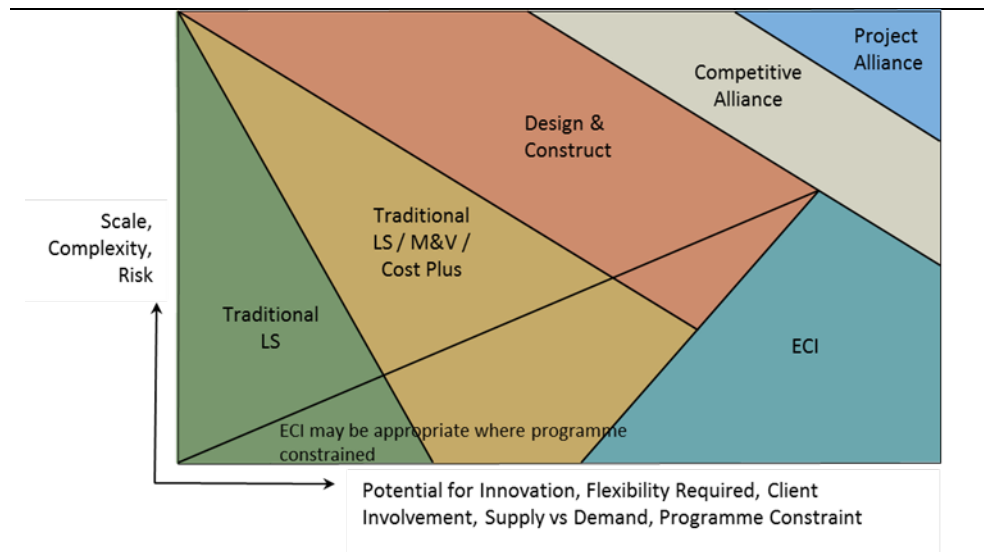 Project
Alliance
Competitive
Alliance
Design &
Construct
Traditional
LS / M&V /
Cost Plus
Scale,
Complexity,
Risk
Traditional
LS
ECI
ECI may be appropriate where programme
constrained
Potential for Innovation, Flexibility Required, Client
Involvement, Supply vs Demand, Programme Constraint